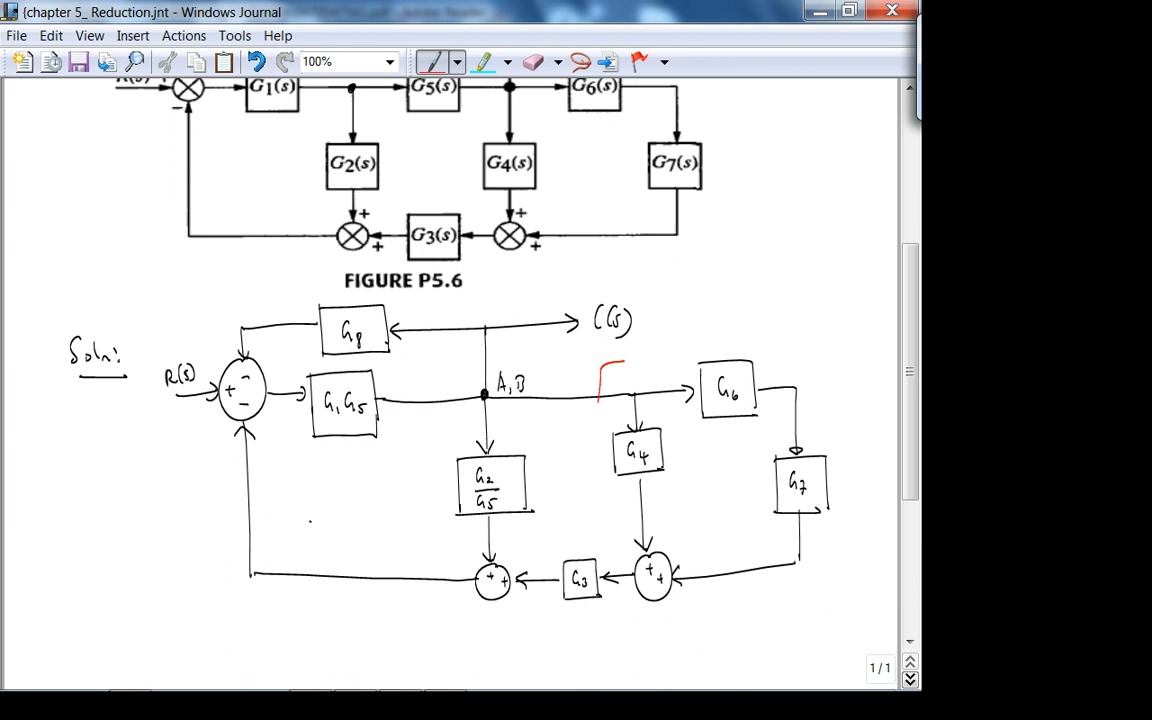 {chapter 5_ Reduction.jnt - Windows Journal
File Edit View Insert Actions Tools Help
100%
R(s) G1(s) G5(s) G6(s)
−
G2(s) G4(s) G7(s)
+ +
G3(s)
+ +
FIGURE P5.6
G8 C(s)
Soln:
R(s) + - - G1G5 A,B G6
G4
G2/G5 G7
+ + G3 + +
1/1